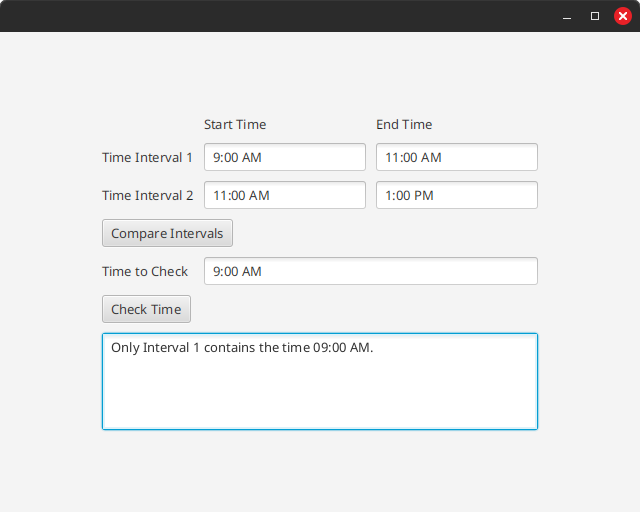 Start Time End Time
Time Interval 1 9:00 AM 11:00 AM
Time Interval 2 11:00 AM 1:00 PM
Compare Intervals
Time to Check 9:00 AM
Check Time
Only Interval 1 contains the time 09:00 AM.